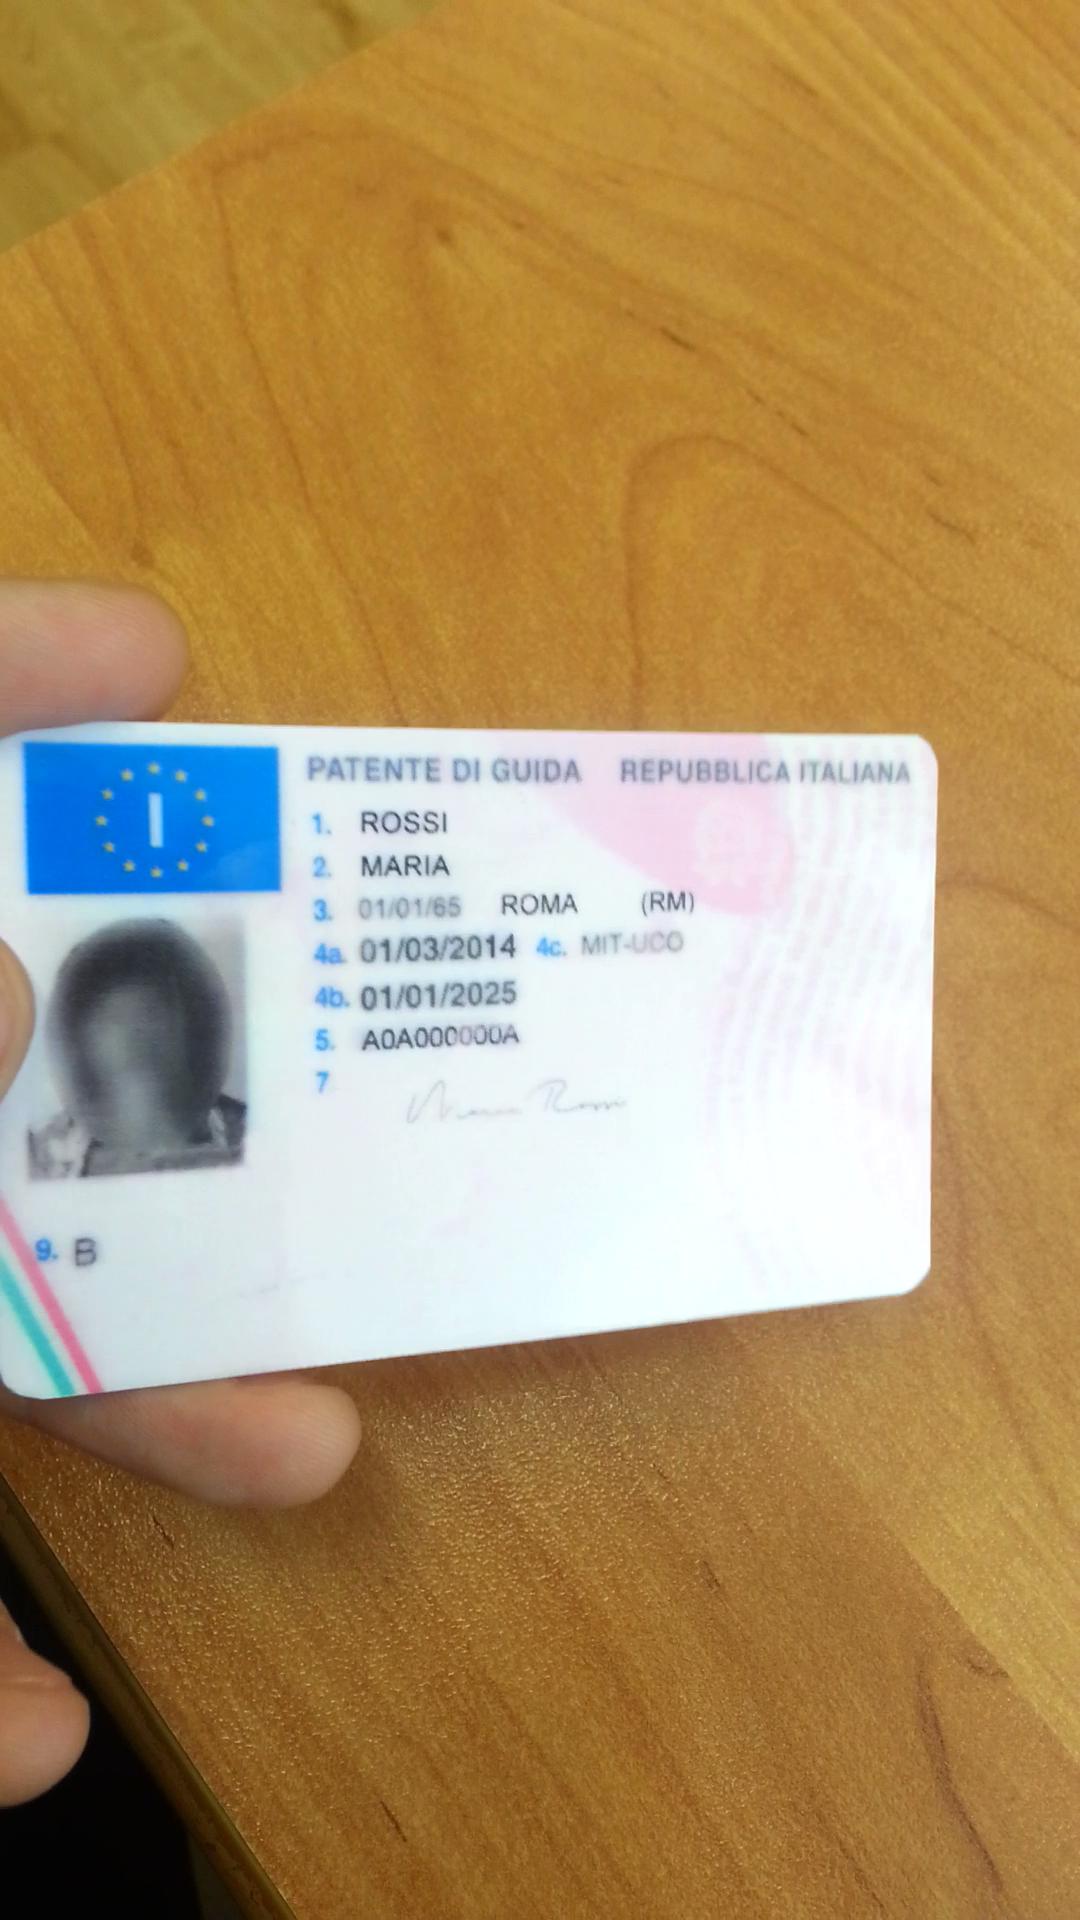 I
PATENTE DI GUIDA REPUBBLICA ITALIANA
1. ROSSI
2. MARIA
3. 01/01/65 ROMA (RM)
4a. 01/03/2014 4c. MIT-UCO
4b. 01/01/2025
5. A0A000000A
7 Maria Rossi
9. B